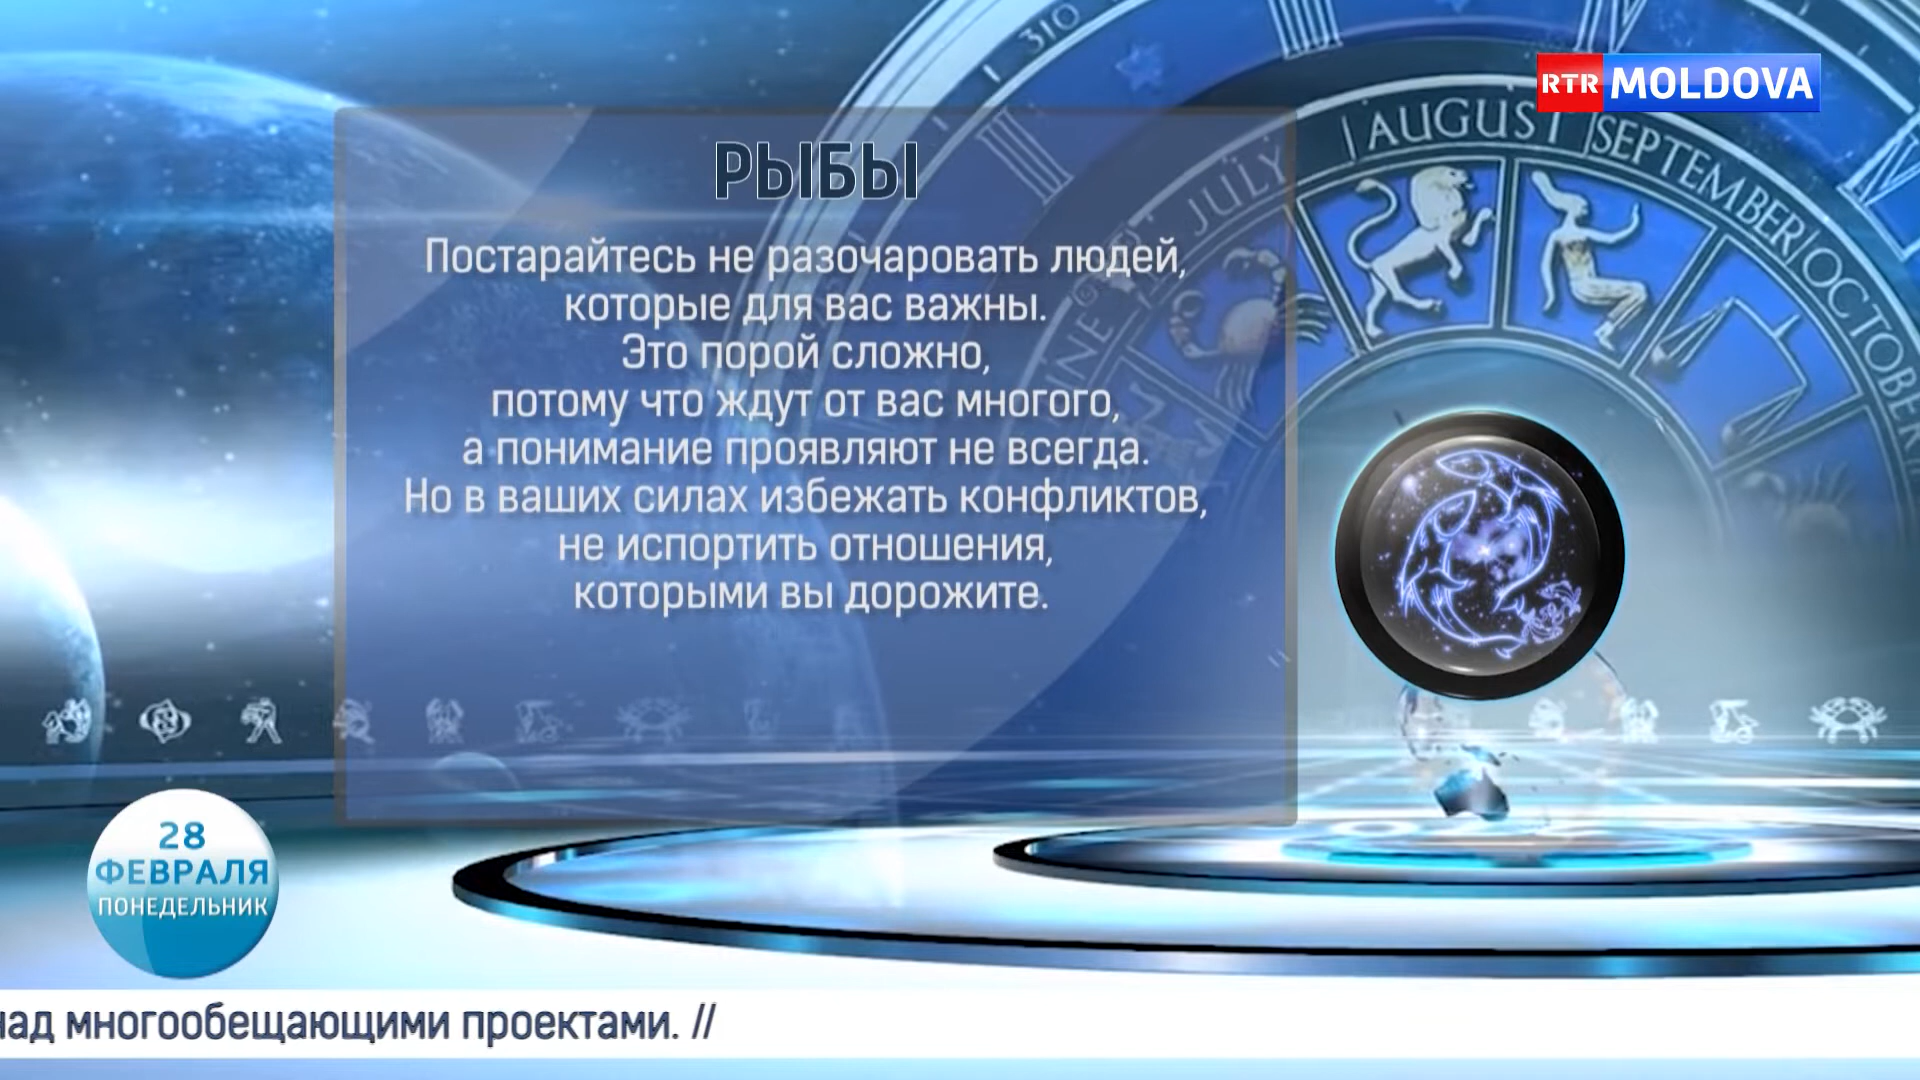 310
RTR MOLDOVA
JULY
AUGUST
SEPTEMBER
OCTOBER
РЫБЫ
Постарайтесь не разочаровать людей,
которые для вас важны.
Это порой сложно,
потому что ждут от вас многого,
а понимание проявляют не всегда.
Но в ваших силах избежать конфликтов,
не испортить отношения,
которыми вы дорожите.
28
ФЕВРАЛЯ
ПОНЕДЕЛЬНИК
над многообещающими проектами. //